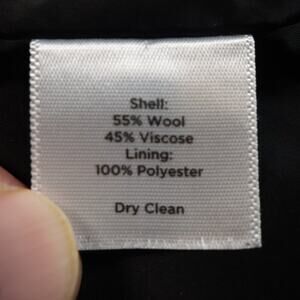 Shell:
55% Wool
45% Viscose
Lining:
100% Polyester
Dry Clean